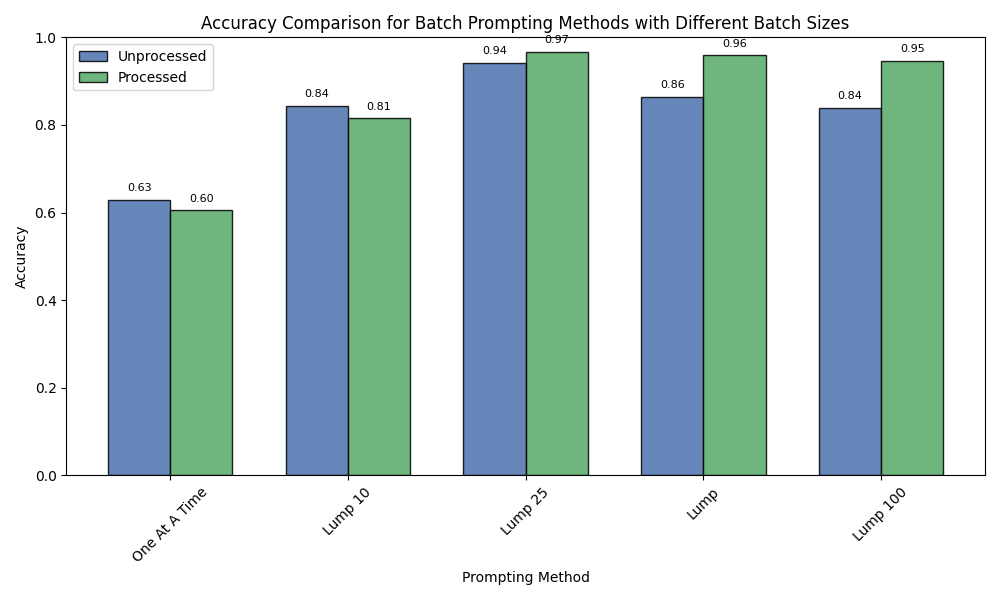 Accuracy Comparison for Batch Prompting Methods with Different Batch Sizes
Unprocessed
Processed
Accuracy
1.0
0.8
0.6
0.4
0.2
0.0
0.63
0.60
0.84
0.81
0.94
0.97
0.86
0.96
0.84
0.95
One At A Time
Lump 10
Lump 25
Lump
Lump 100
Prompting Method